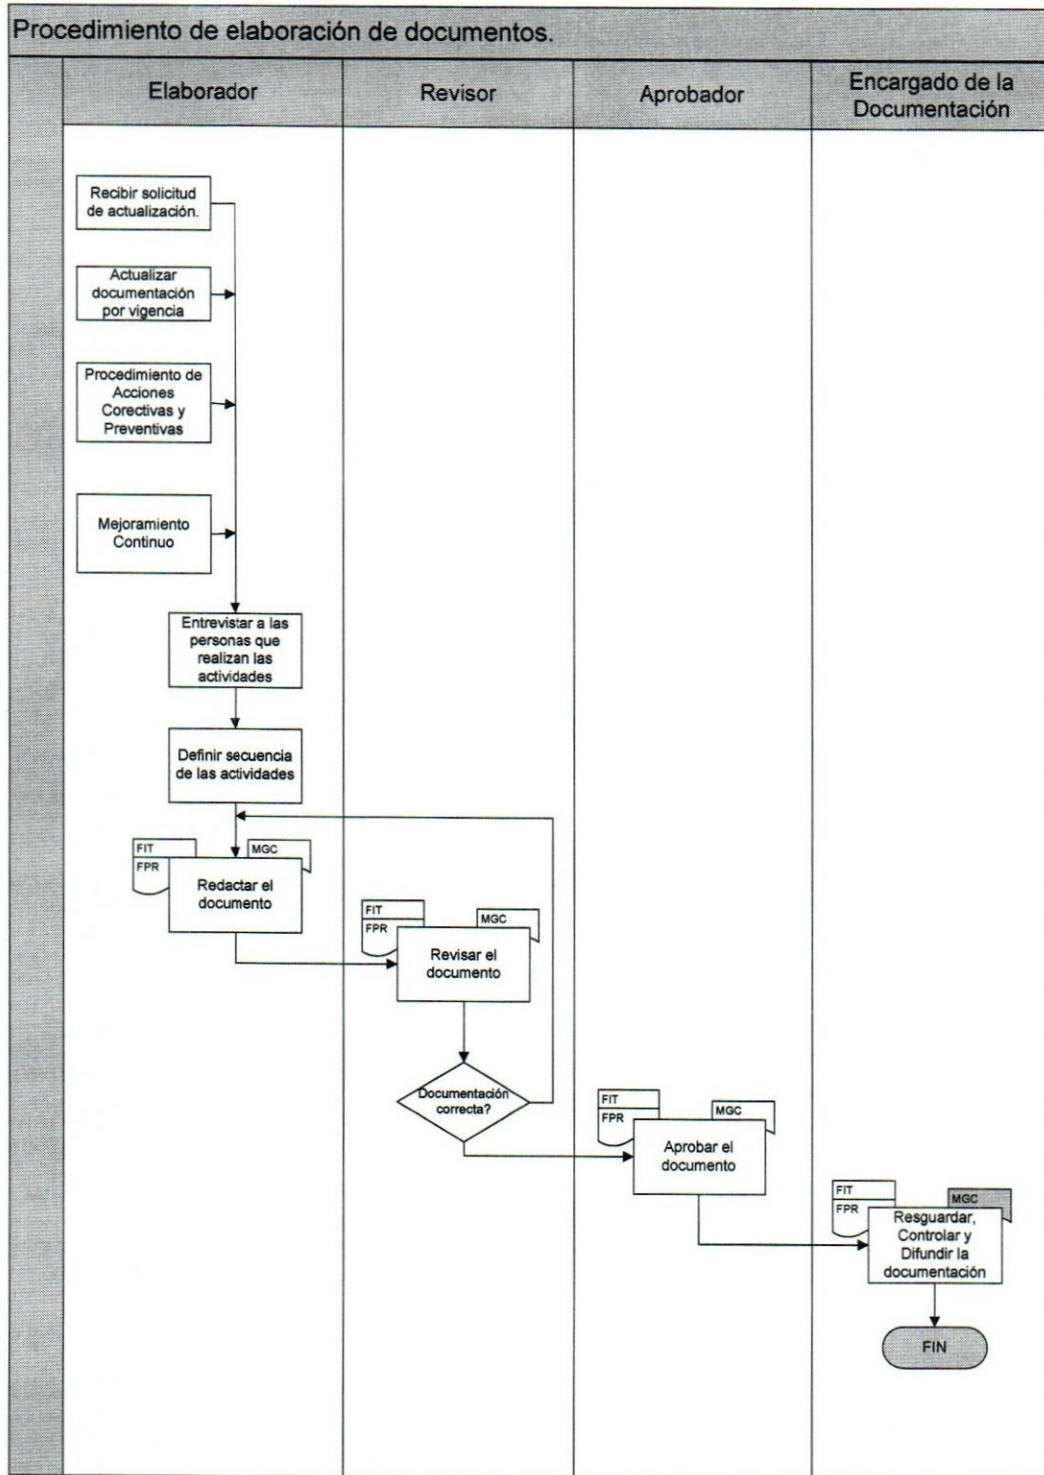 Procedimiento de elaboración de documentos.
Elaborador
Revisor
Aprobador
Encargado de la
Documentación
Recibir solicitud
de actualización.
Actualizar
documentación
por vigencia
Procedimiento de
Acciones
Corectivas y
Preventivas
Mejoramiento
Continuo
Entrevistar a las
personas que
realizan las
actividades
Definir secuencia
de las actividades
FIT
MGC
FPR
Redactar el
documento
FIT
MGC
FPR
Revisar el
documento
Documentación
correcta?
FIT
MGC
FPR
Aprobar el
documento
FIT
MGC
FPR
Resguardar,
Controlar y
Difundir la
documentación
FIN